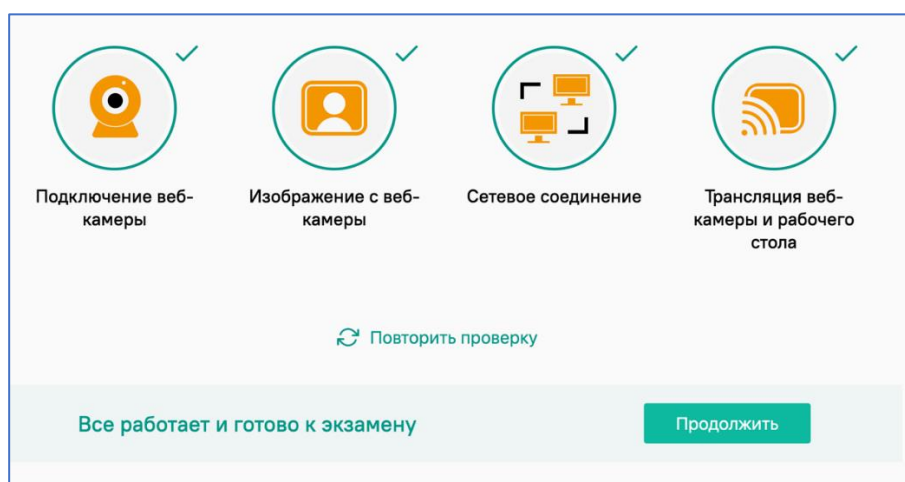 Подключение веб-
камеры
Изображение с веб-
камеры
Сетевое соединение
Трансляция веб-
камеры и рабочего
стола
Повторить проверку
Все работает и готово к экзамену
Продолжить